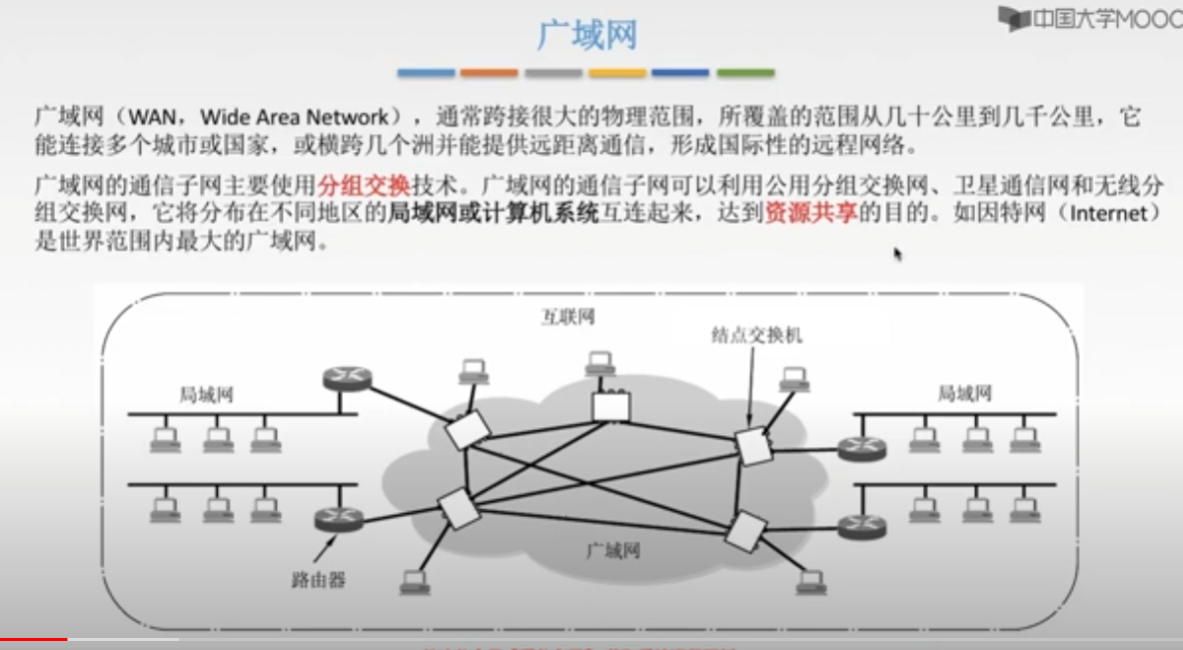 中国大学MOOC
广域网
广域网（WAN，Wide Area Network），通常跨接很大的物理范围，所覆盖的范围从几十公里到几千公里，它
能连接多个城市或国家，或横跨几个洲并能提供远距离通信，形成国际性的远程网络。
广域网的通信子网主要使用分组交换技术。广域网的通信子网可以利用公用分组交换网、卫星通信网和无线分
组交换网，它将分布在不同地区的局域网或计算机系统互连起来，达到资源共享的目的。如因特网（Internet）
是世界范围内最大的广域网。
互联网
结点交换机
局域网
局域网
广域网
路由器